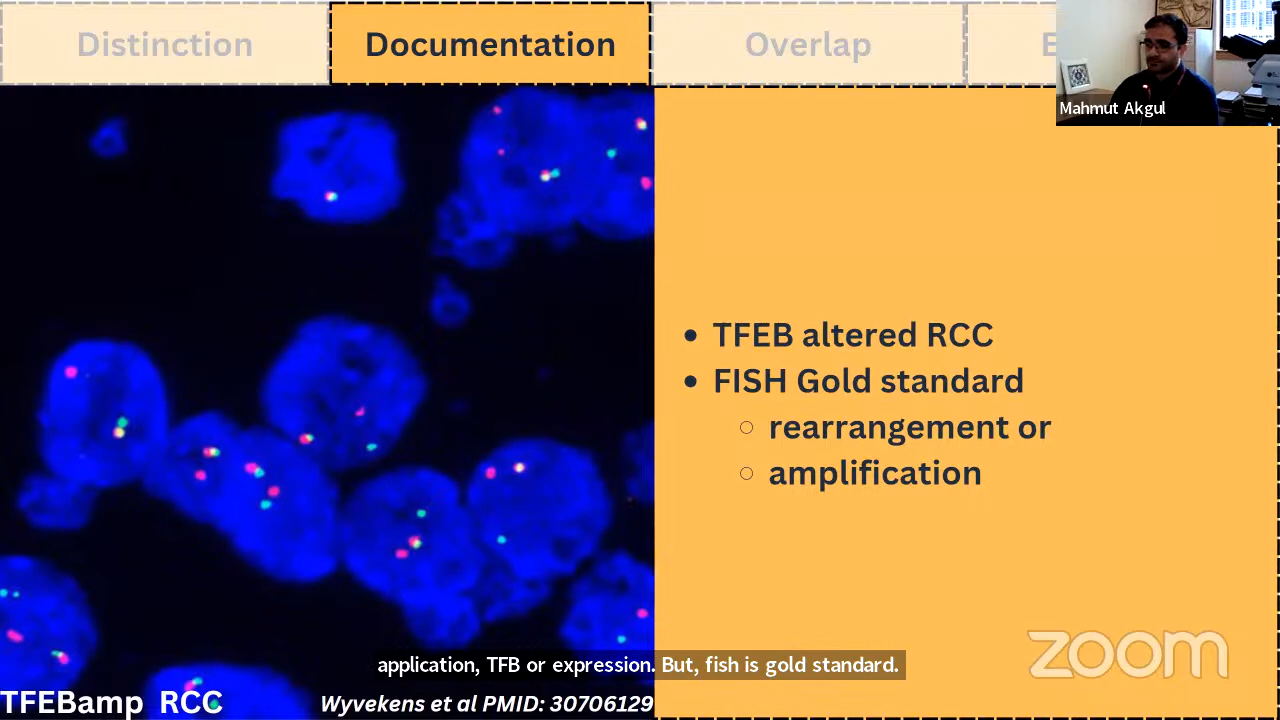 Distinction
Documentation
Overlap
Mahmut Akgul
• TFEB altered RCC
• FISH Gold standard
○ rearrangement or
○ amplification
zoom
application, TFB or expression. But, fish is gold standard.
TFEBamp RCC
Wyvekens et al PMID: 30706129